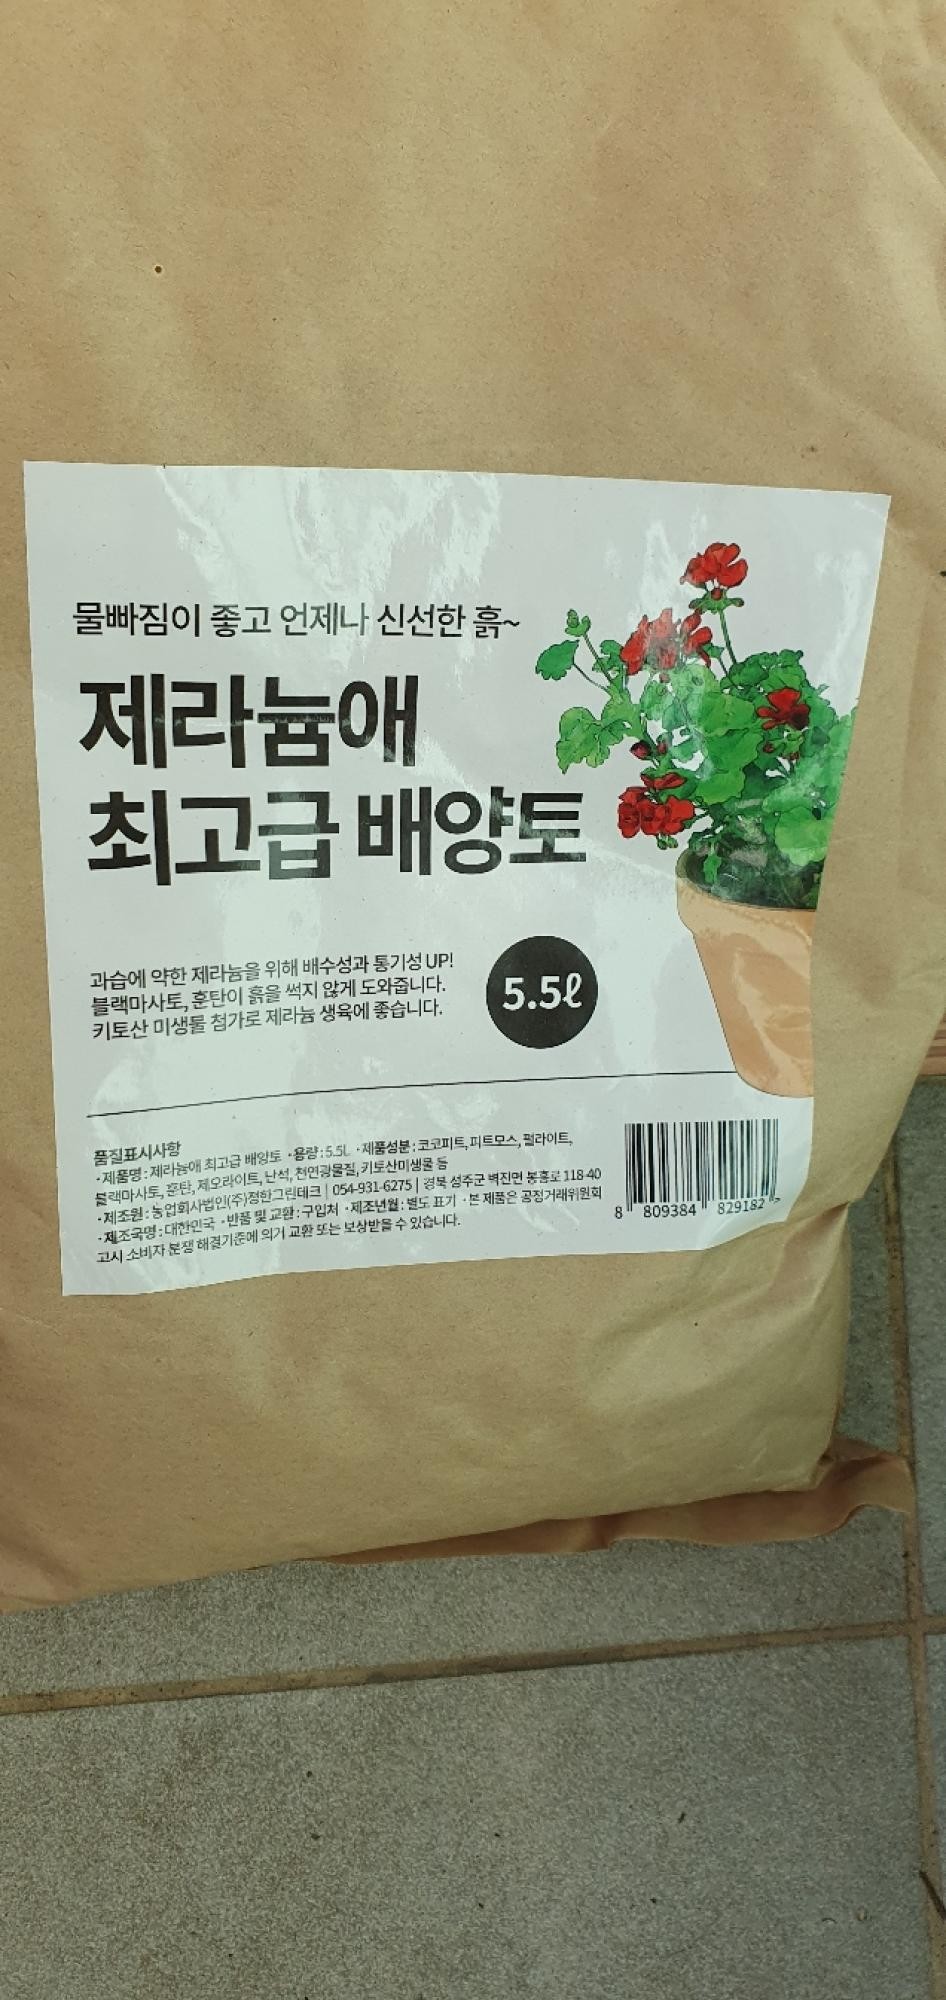 물빠짐이 좋고 언제나 신선한 흙~
제라늄애
최고급 배양토
과습에 약한 제라늄을 위해 배수성과 통기성 UP!
블랙마사토, 훈탄이 흙을 썩지 않게 도와줍니다.
키토산 미생물 첨가로 제라늄 생육에 좋습니다.
5.5ℓ
품질표시사항
·제품명 : 제라늄애 최고급 배양토 ·용량 : 5.5L ·제품성분 : 코코피트, 피트모스, 펄라이트,
블랙마사토, 훈탄, 제오라이트, 난석, 천연광물질, 키토산미생물 등
·제조원 : 농업회사법인(주)정한그린테크 | 054-931-6275 | 경북 성주군 벽진면 봉홍로 118-40
·제조국명 : 대한민국 ·반품 및 교환 : 구입처 ·제조년월 : 별도 표기 ·본 제품은 공정거래위원회
고시 소비자 분쟁 해결기준에 의거 교환 또는 보상받을 수 있습니다.
8 809384 829182 >